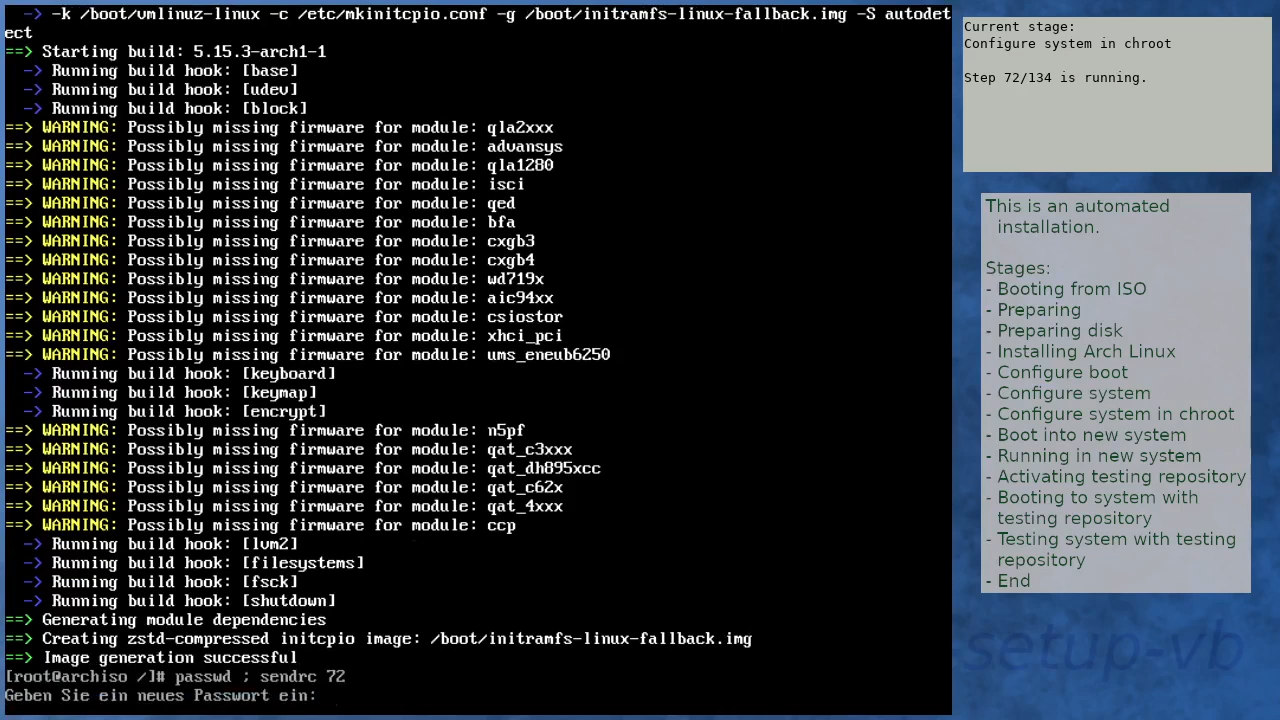 -> -k /boot/vmlinuz-linux -c /etc/mkinitcpio.conf -g /boot/initramfs-linux-fallback.img -S autodet
ect
==> Starting build: 5.15.3-arch1-1
-> Running build hook: [base]
-> Running build hook: [udev]
-> Running build hook: [block]
==> WARNING: Possibly missing firmware for module: qla2xxx
==> WARNING: Possibly missing firmware for module: advansys
==> WARNING: Possibly missing firmware for module: qla1280
==> WARNING: Possibly missing firmware for module: isci
==> WARNING: Possibly missing firmware for module: qed
==> WARNING: Possibly missing firmware for module: bfa
==> WARNING: Possibly missing firmware for module: cxgb3
==> WARNING: Possibly missing firmware for module: cxgb4
==> WARNING: Possibly missing firmware for module: wd719x
==> WARNING: Possibly missing firmware for module: aic94xx
==> WARNING: Possibly missing firmware for module: csiostor
==> WARNING: Possibly missing firmware for module: xhci_pci
==> WARNING: Possibly missing firmware for module: ums_eneub6250
-> Running build hook: [keyboard]
-> Running build hook: [keymap]
-> Running build hook: [encrypt]
==> WARNING: Possibly missing firmware for module: n5pf
==> WARNING: Possibly missing firmware for module: qat_c3xxx
==> WARNING: Possibly missing firmware for module: qat_dh895xcc
==> WARNING: Possibly missing firmware for module: qat_c62x
==> WARNING: Possibly missing firmware for module: qat_4xxx
==> WARNING: Possibly missing firmware for module: ccp
-> Running build hook: [lvm2]
-> Running build hook: [filesystems]
-> Running build hook: [fsck]
-> Running build hook: [shutdown]
==> Generating module dependencies
==> Creating zstd-compressed initcpio image: /boot/initramfs-linux-fallback.img
==> Image generation successful
[root@archiso /]# passwd ; sendrc 72
Geben Sie ein neues Passwort ein:
Current stage:
Configure system in chroot
Step 72/134 is running.
This is an automated
installation.
Stages:
- Booting from ISO
- Preparing
- Preparing disk
- Installing Arch Linux
- Configure boot
- Configure system
- Configure system in chroot
- Boot into new system
- Running in new system
- Activating testing repository
- Booting to system with
testing repository
- Testing system with testing
repository
- End
setup-vb